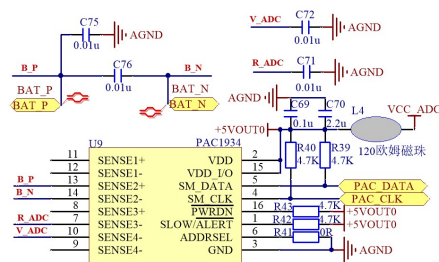 C75
AGND
0.01u
V_ADC
C72
AGND
0.01u
B_P
C76
B_N
0.01u
R_ADC
C71
AGND
0.01u
BAT_P
BAT_P
BAT_N
BAT_N
AGND
C69
C70
0.1u
2.2u
L4
VCC_ADC
+5VOUT0
120欧姆磁珠
R40
4.7K
R39
4.7K
U9
PAC1934
11
SENSE1+
VDD
2
12
SENSE1-
VDD_I/O
15
B_P
13
SENSE2+
SM_DATA
5
PAC_DATA
B_N
14
SENSE2-
SM_CLK
4
PAC_CLK
8
SENSE3+
PWRDN
16
R43
4.7K
+5VOUT0
R_ADC
7
SENSE3-
SLOW/ALERT
1
R42
4.7K
+5VOUT0
V_ADC
10
SENSE4-
ADDRSEL
6
R41
0R
9
SENSE4-
GND
3
AGND